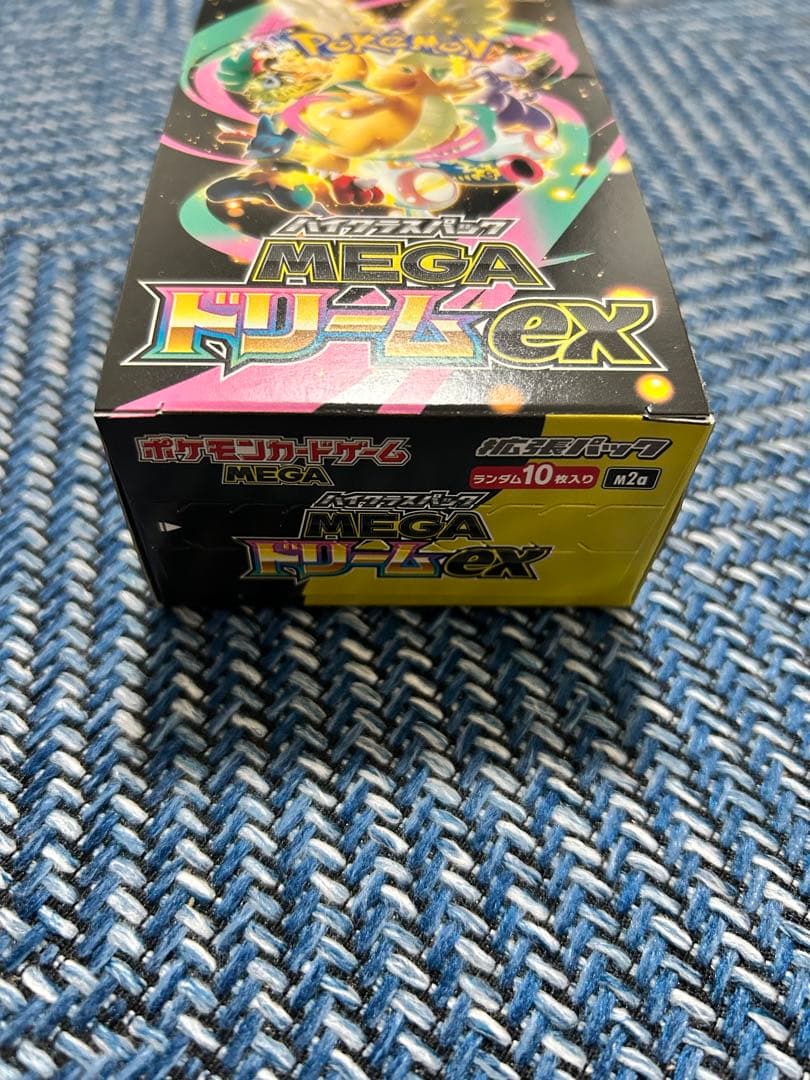 POKÉMON
ハイクラスパック
MEGA
ドリームex
ポケモンカードゲーム
MEGA
拡張パック
ランダム10枚入り
M2a
ハイクラスパック
MEGA
ドリームex